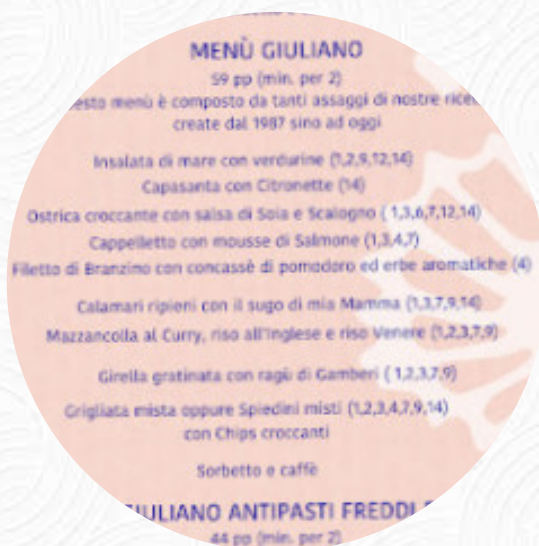 MENÙ GIULIANO
59 pp (min. per 2)
esto menù è composto da tanti assaggi di nostre rice
create dal 1987 sino ad oggi
Insalata di mare con verdurine (1,2,9,12,14)
Capasanta con Citronette (14)
Ostrica croccante con salsa di Soia e Scalogno ( 1,3,6,7,12,14)
Cappelletto con mousse di Salmone (1,3,4,7)
Filetto di Branzino con concassè di pomodoro ed erbe aromatiche (4)
Calamari ripieni con il sugo di mia Mamma (1,3,7,9,14)
Mazzancolla al Curry, riso all'Inglese e riso Venere (1,2,3,7,9)
Girella gratinata con ragù di Gamberi ( 1,2,3,7,9)
Grigliata mista oppure Spiedini misti (1,2,3,4,7,9,14)
con Chips croccanti
Sorbetto e caffè
IULIANO ANTIPASTI FREDDI
44 pp (min. per 2)